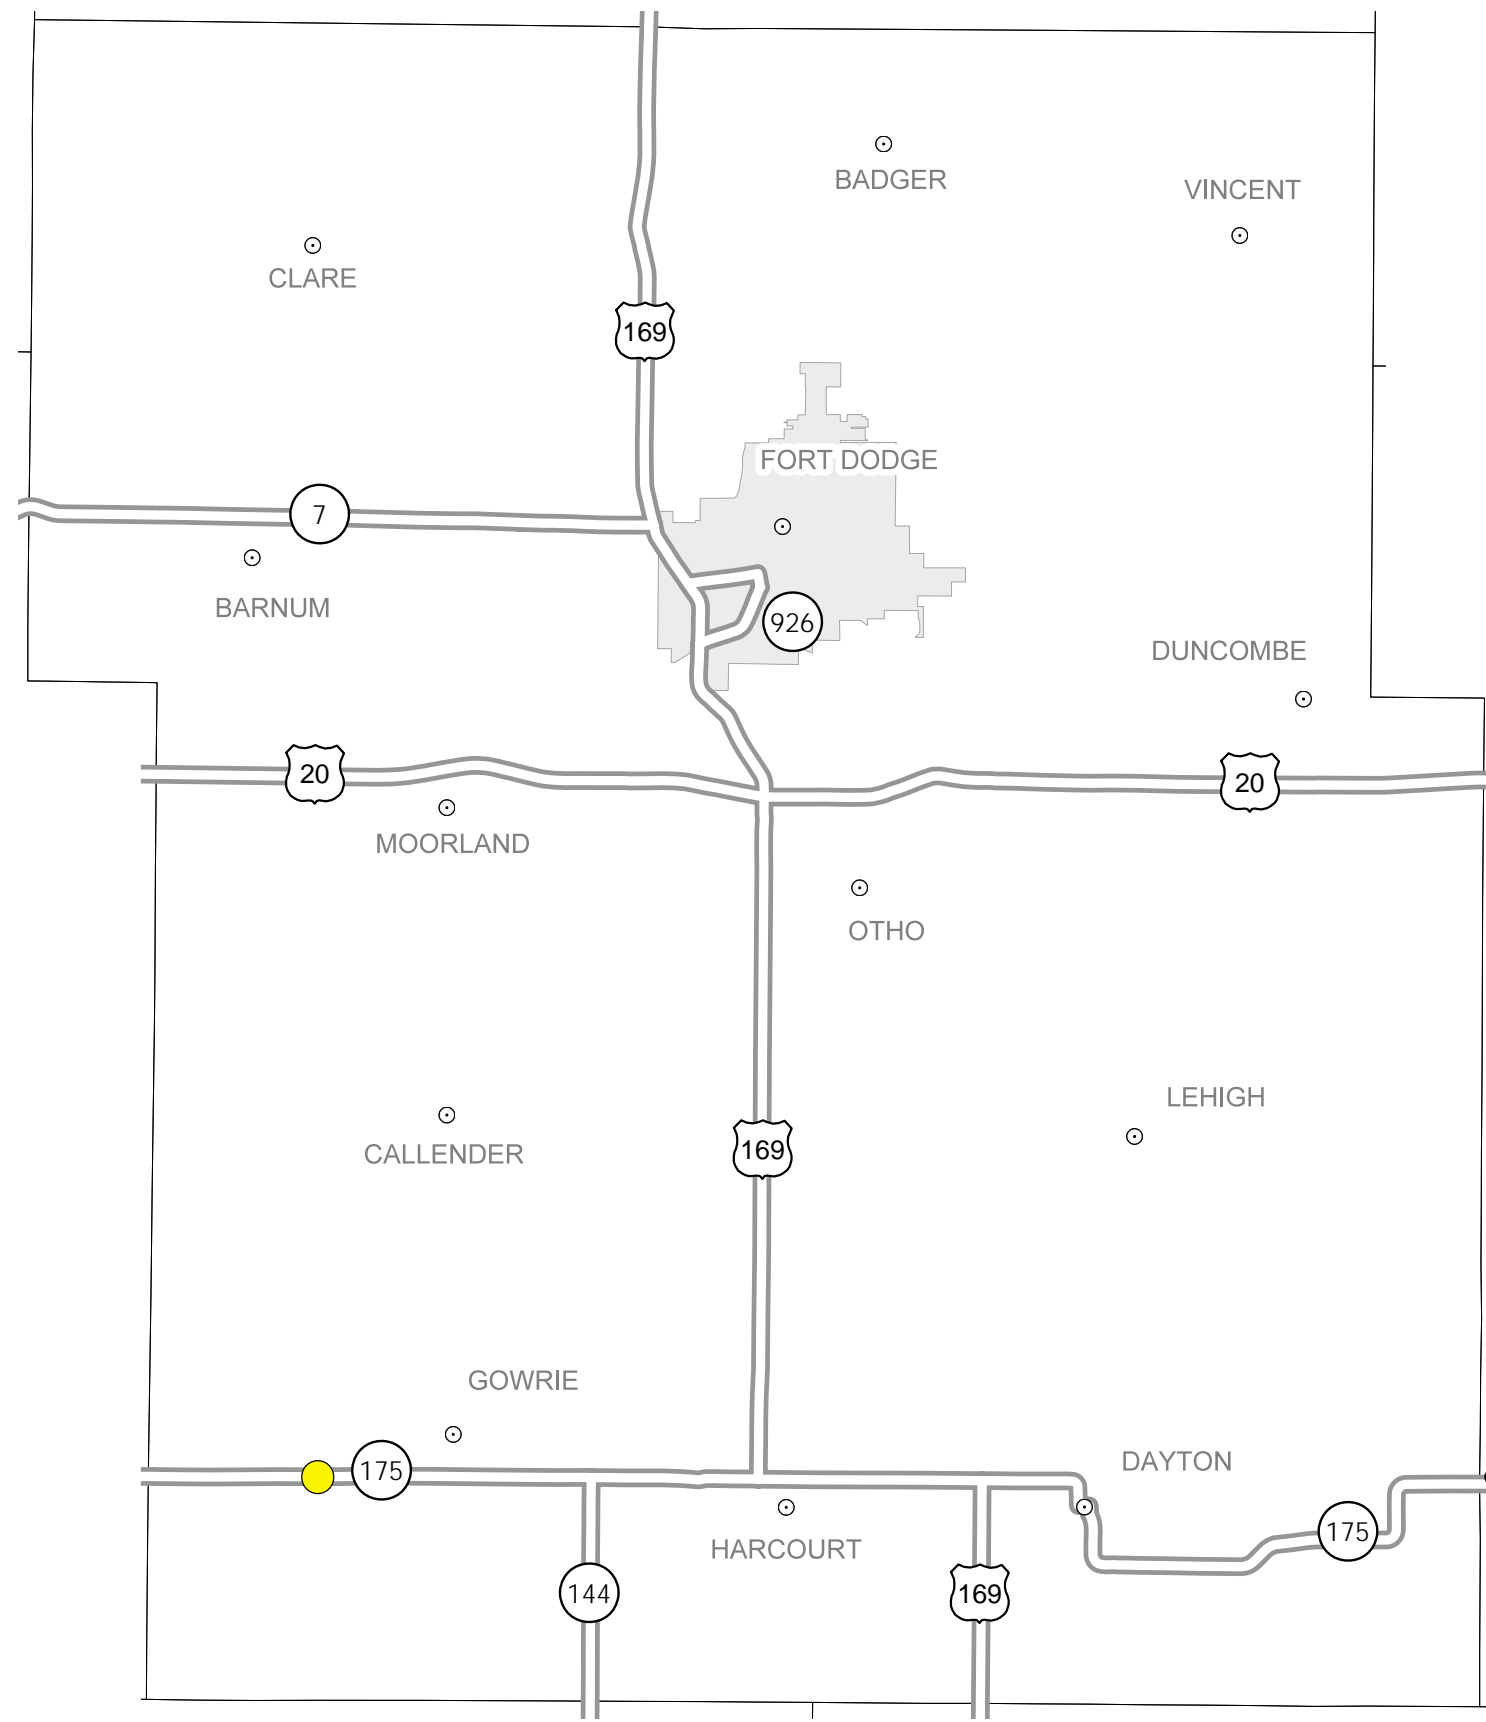 BADGER
VINCENT
CLARE
169
FORT DODGE
7
BARNUM
926
DUNCOMBE
20
20
MOORLAND
OTHO
LEHIGH
169
CALLENDER
GOWRIE
DAYTON
175
HARCOURT
175
144
169